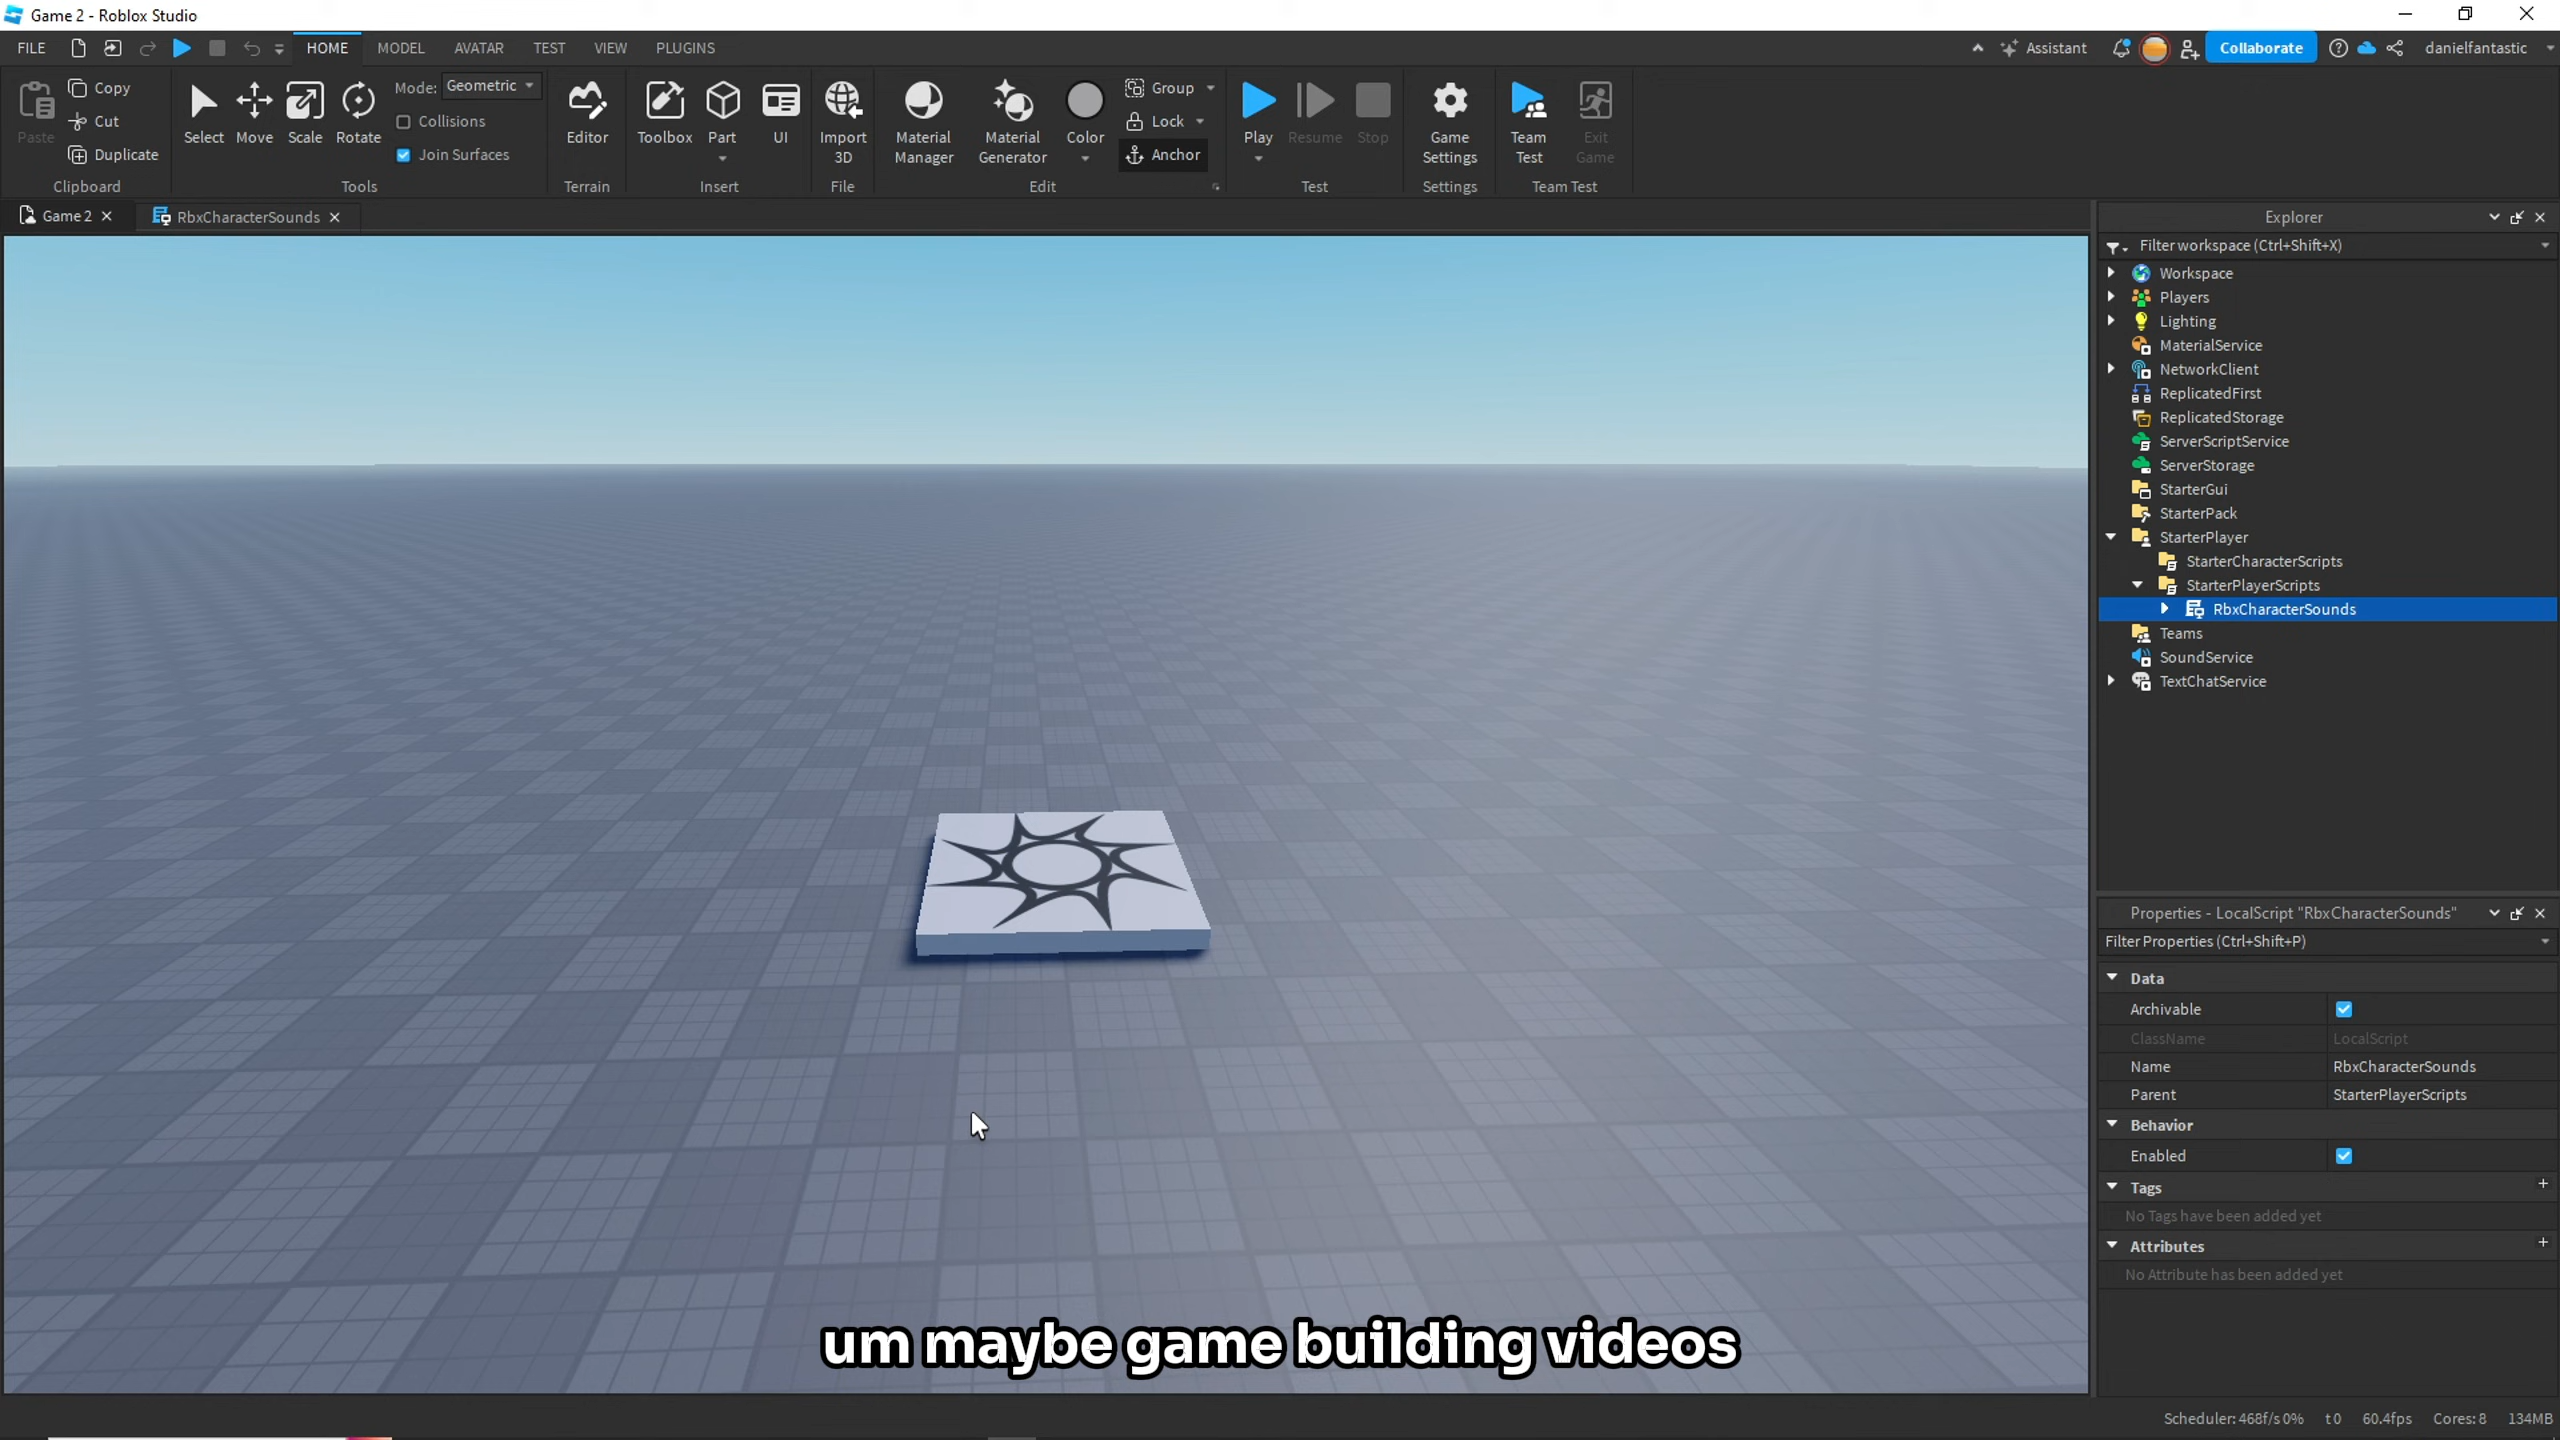 Game 2 - Roblox Studio
FILE HOME MODEL AVATAR TEST VIEW PLUGINS Assistant Collaborate danielfantastic
Paste Copy Cut Duplicate
Clipboard
Select Move Scale Rotate Mode: Geometric
Collisions
Join Surfaces
Tools
Editor
Terrain
Toolbox Part UI
Insert
Import 3D
File
Material Manager
Material Generator
Color
Group
Lock
Anchor
Edit
Play Resume Stop
Test
Game Settings
Settings
Team Test
Exit Game
Team Test
Game 2
RbxCharacterSounds
Explorer
Filter workspace (Ctrl+Shift+X)
Workspace
Players
Lighting
MaterialService
NetworkClient
ReplicatedFirst
ReplicatedStorage
ServerScriptService
ServerStorage
StarterGui
StarterPack
StarterPlayer
StarterCharacterScripts
StarterPlayerScripts
RbxCharacterSounds
Teams
SoundService
TextChatService
Properties - LocalScript "RbxCharacterSounds"
Filter Properties (Ctrl+Shift+P)
Data
Archivable
ClassName LocalScript
Name RbxCharacterSounds
Parent StarterPlayerScripts
Behavior
Enabled
Tags
No Tags have been added yet
Attributes
No Attribute has been added yet
um maybe game building videos
Scheduler: 468f/s 0% t 0 60.4fps Cores: 8 134MB